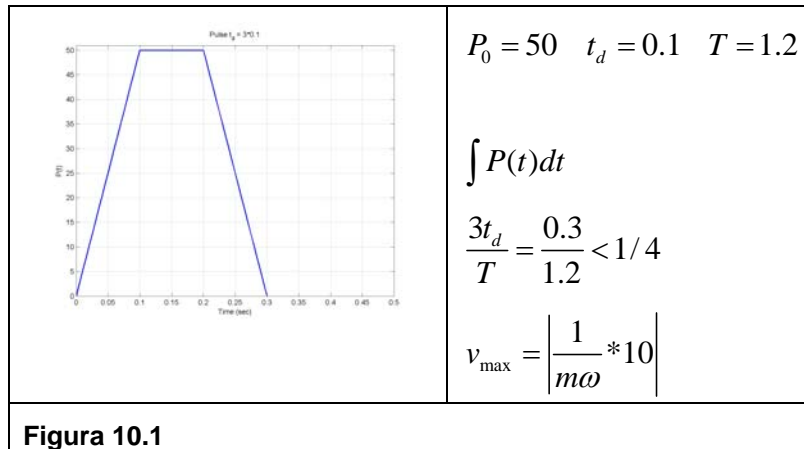 Pulse t_d = 3*0.1
50
45
40
35
30
25
20
15
10
5
0
P(t)
0 0.05 0.1 0.15 0.2 0.25 0.3 0.35 0.4 0.45 0.5
Time (sec)
P_0 = 50 t_d = 0.1 T = 1.2
∫ P(t)dt
3t_d / T = 0.3 / 1.2 < 1/4
v_max = | 1 / mω * 10 |
Figura 10.1